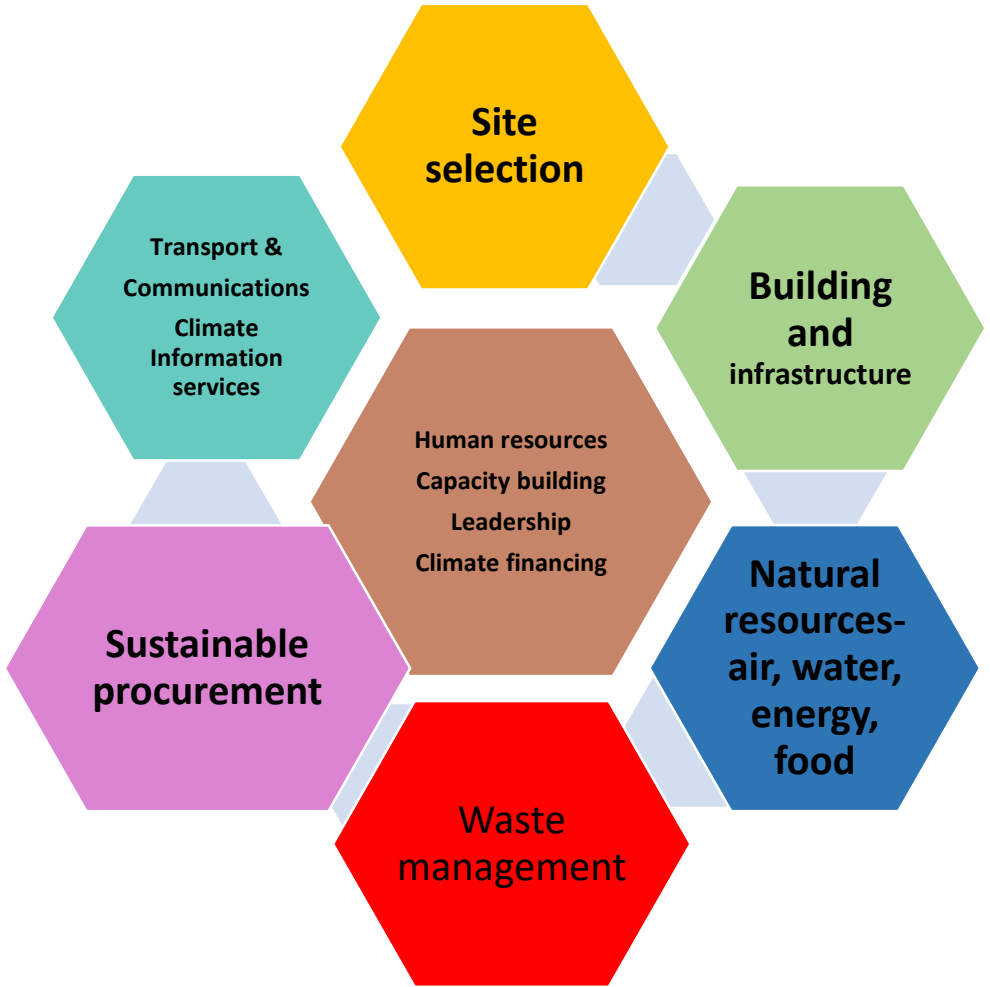 Site
selection
Transport &
Communications
Climate
Information
services
Building
and
infrastructure
Human resources
Capacity building
Leadership
Climate financing
Sustainable
procurement
Natural
resources-
air, water,
energy,
food
Waste
management